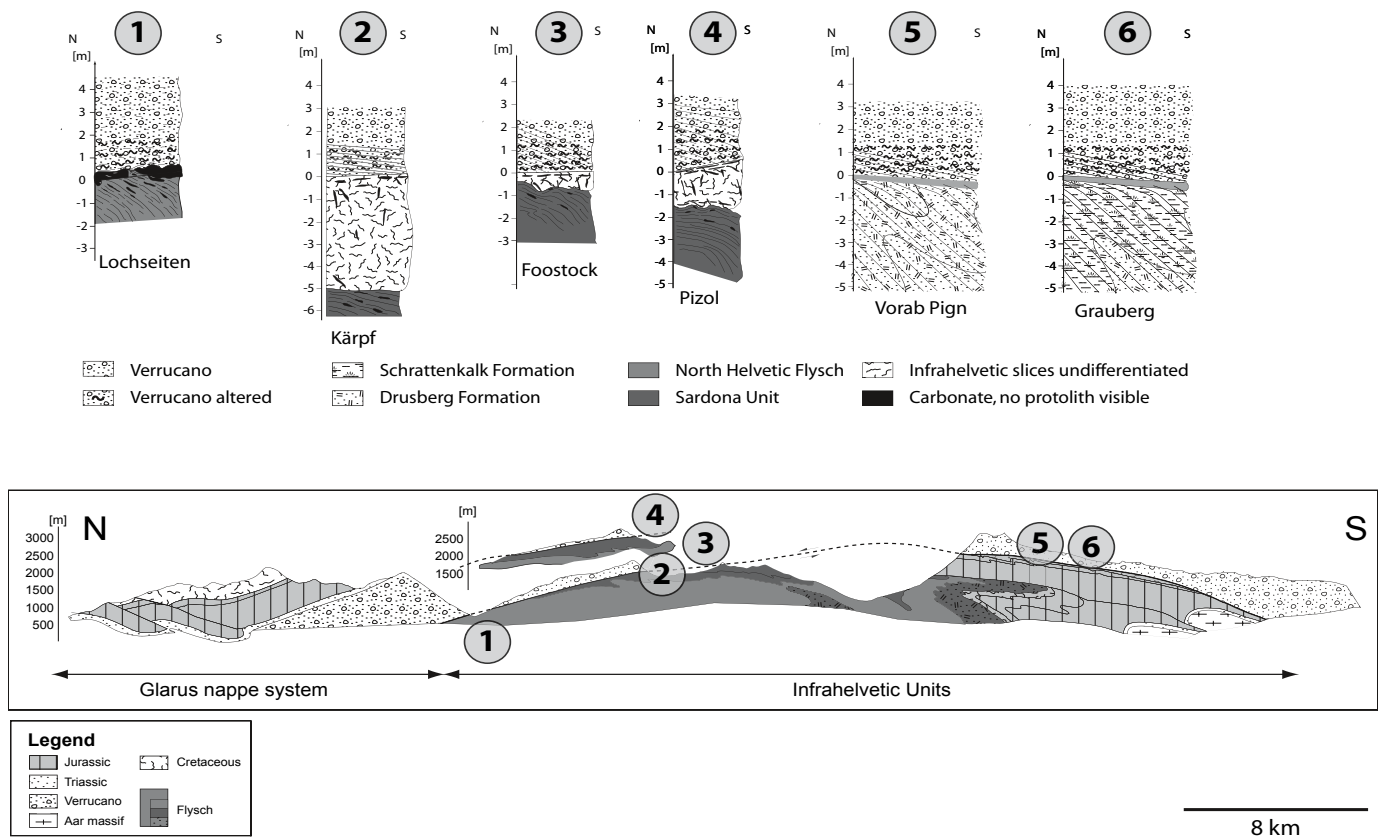 1 2 3 4 5 6
N S N S N S N S N S N S
[m] [m] [m] [m] [m] [m]
4
3
2
1
0
-1
-2
-3
Lochseiten
4
3
2
1
0
-1
-2
-3
-4
-5
-6
Kärpf
4
3
2
1
0
-1
-2
-3
Foostock
4
3
2
1
0
-1
-2
-3
-4
-5
Pizol
4
3
2
1
0
-1
-2
-3
-4
-5
Vorab Pign
4
3
2
1
0
-1
-2
-3
-4
-5
Grauberg
Verrucano
Schrattenkalk Formation
North Helvetic Flysch
Infrahelvetic slices undifferentiated
Verrucano altered
Drusberg Formation
Sardona Unit
Carbonate, no protolith visible
[m]
N
3000
2500
2000
1500
1000
500
[m]
2500
2000
1500
4
3
2
1
5
6
S
Glarus nappe system
Infrahelvetic Units
Legend
Jurassic
Cretaceous
Triassic
Verrucano
Flysch
Aar massif
8 km